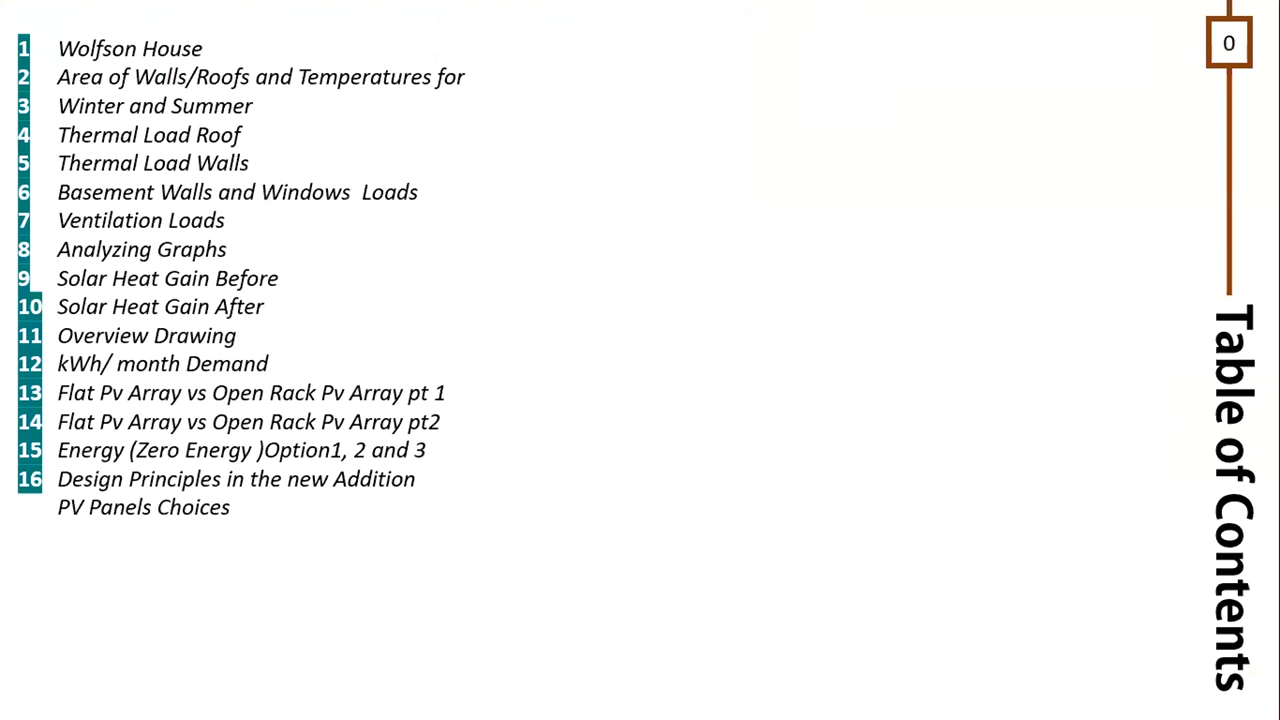 1 Wolfson House
2 Area of Walls/Roofs and Temperatures for
3 Winter and Summer
4 Thermal Load Roof
5 Thermal Load Walls
6 Basement Walls and Windows  Loads
7 Ventilation Loads
8 Analyzing Graphs
9 Solar Heat Gain Before
10 Solar Heat Gain After
11 Overview Drawing
12 kWh/ month Demand
13 Flat Pv Array vs Open Rack Pv Array pt 1
14 Flat Pv Array vs Open Rack Pv Array pt2
15 Energy (Zero Energy )Option1, 2 and 3
16 Design Principles in the new Addition
PV Panels Choices
0
Table of Contents